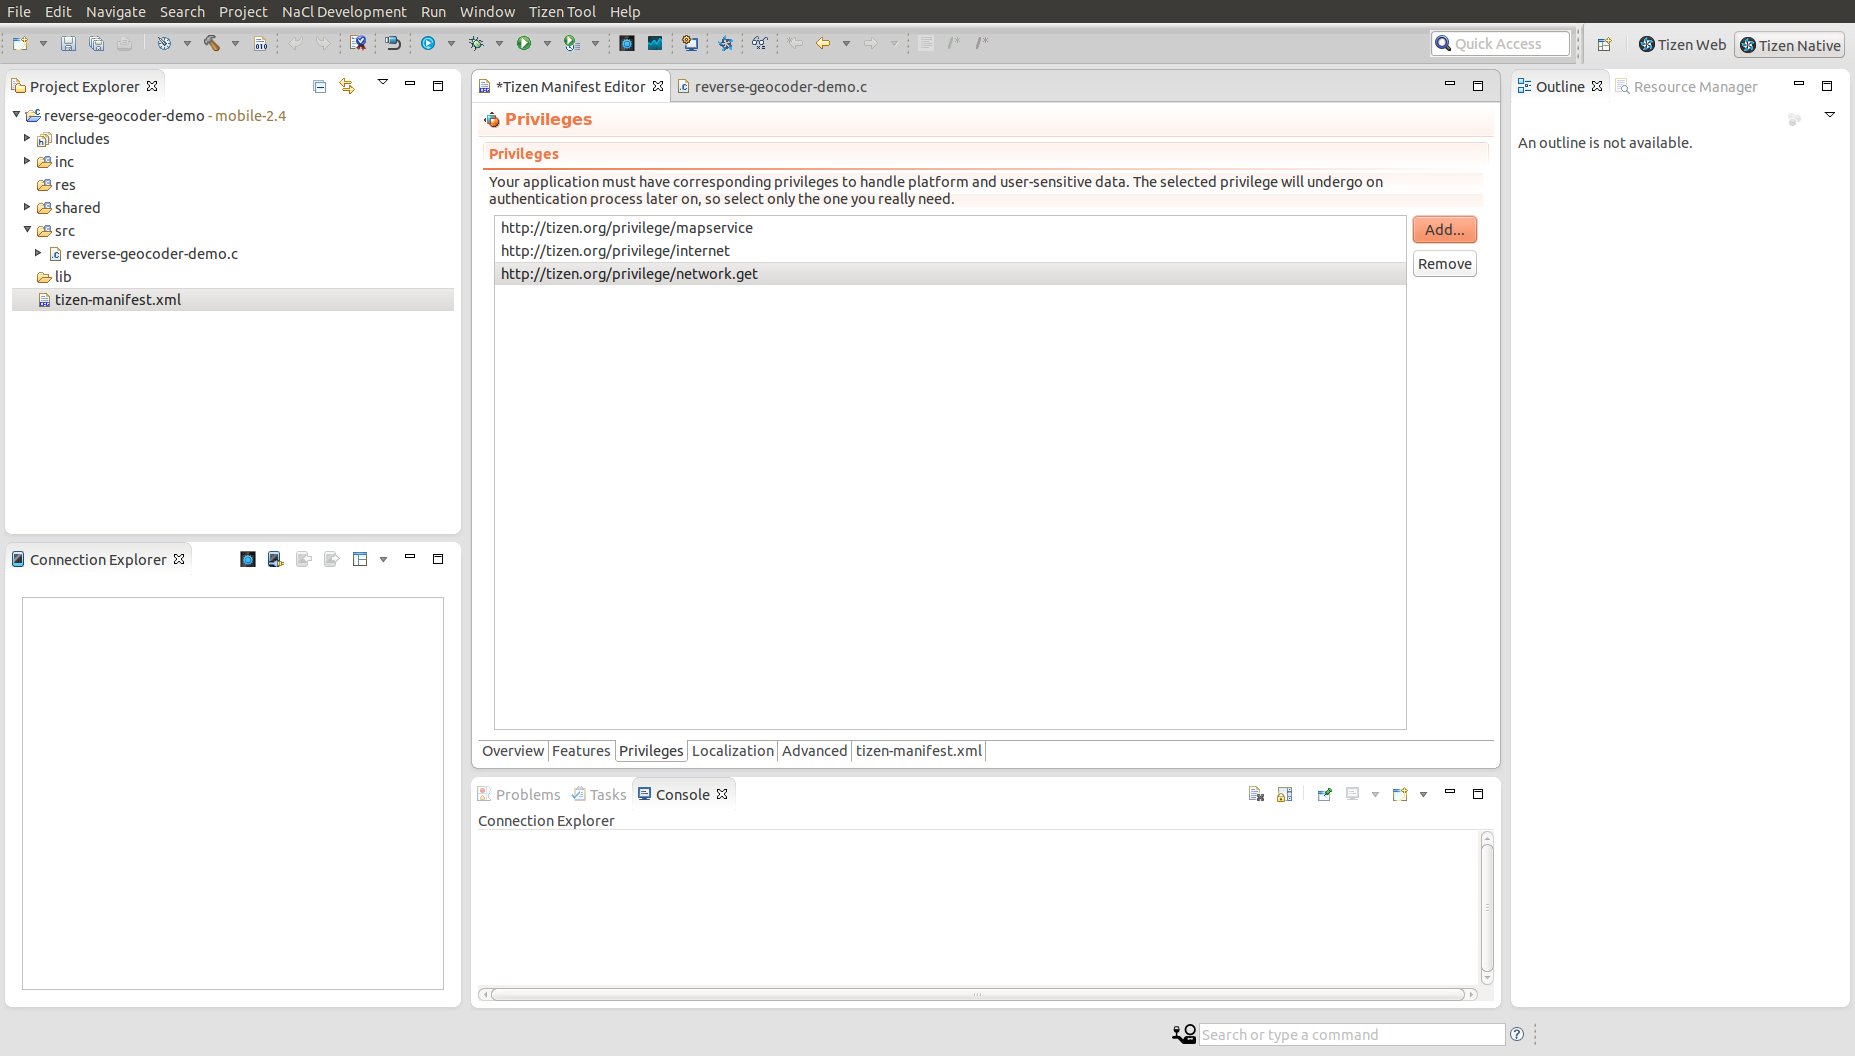 File Edit Navigate Search Project NaCl Development Run Window Tizen Tool Help
Quick Access
Tizen Web
Tizen Native
Project Explorer
reverse-geocoder-demo - mobile-2.4
Includes
inc
res
shared
src
reverse-geocoder-demo.c
lib
tizen-manifest.xml
Connection Explorer
*Tizen Manifest Editor
reverse-geocoder-demo.c
Privileges
Privileges
Your application must have corresponding privileges to handle platform and user-sensitive data. The selected privilege will undergo on
authentication process later on, so select only the one you really need.
http://tizen.org/privilege/mapservice
http://tizen.org/privilege/internet
http://tizen.org/privilege/network.get
Add...
Remove
Overview Features Privileges Localization Advanced tizen-manifest.xml
Problems Tasks Console
Connection Explorer
Outline
Resource Manager
An outline is not available.
Search or type a command